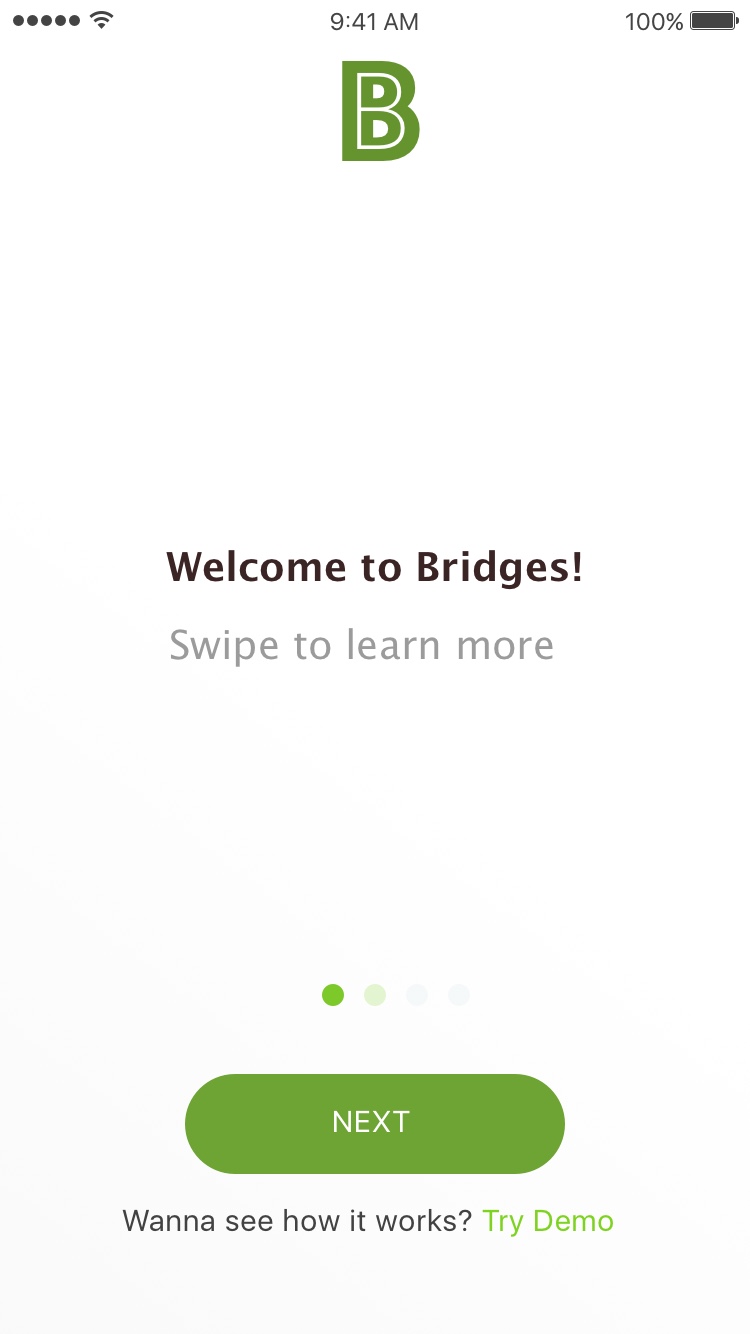 9:41 AM
100%
B
Welcome to Bridges!
Swipe to learn more
NEXT
Wanna see how it works? Try Demo